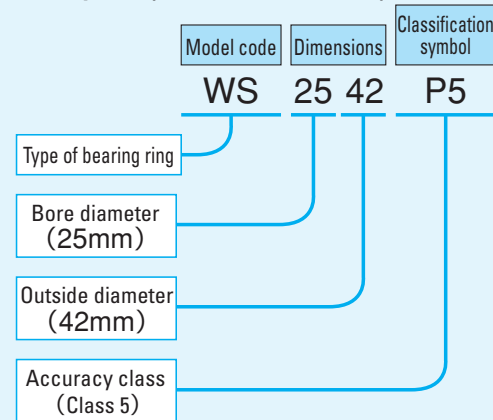 Model code
Dimensions
Classification
symbol
WS 25 42 P5
Type of bearing ring
Bore diameter
(25mm)
Outside diameter
(42mm)
Accuracy class
(Class 5)